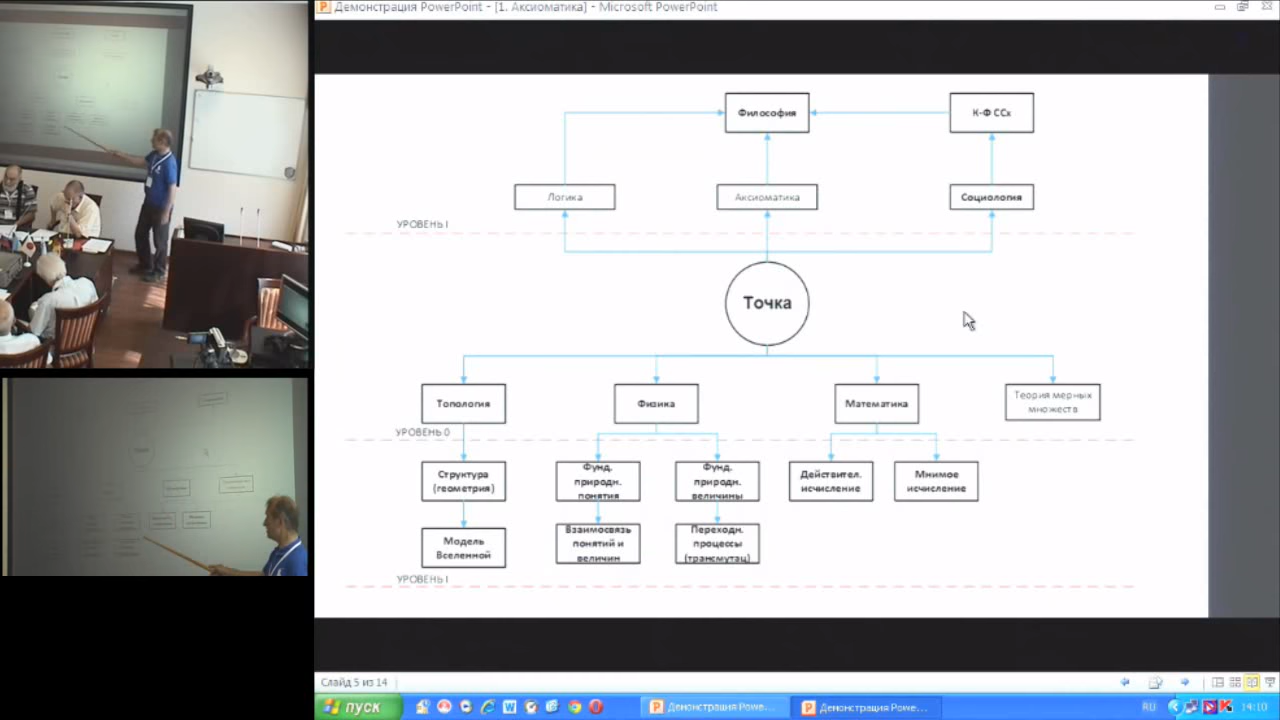 Демонстрация PowerPoint - [1. Аксиоматика] - Microsoft PowerPoint
Философия
К-Ф ССх
Логика
Аксиоматика
Социология
УРОВЕНЬ I
Точка
Топология
Физика
Математика
Теория мерных
множеств
УРОВЕНЬ 0
Структура
(геометрия)
Фунд.
природн.
понятия
Фунд.
природн.
величины
Действител.
исчисление
Мнимое
исчисление
Модель
Вселенной
Взаимосвязь
понятий и
величин
Переходн.
процессы
(трансмутац)
УРОВЕНЬ I
Слайд 5 из 14
пуск
Демонстрация Powe...
Демонстрация Powe...
RU
14:10